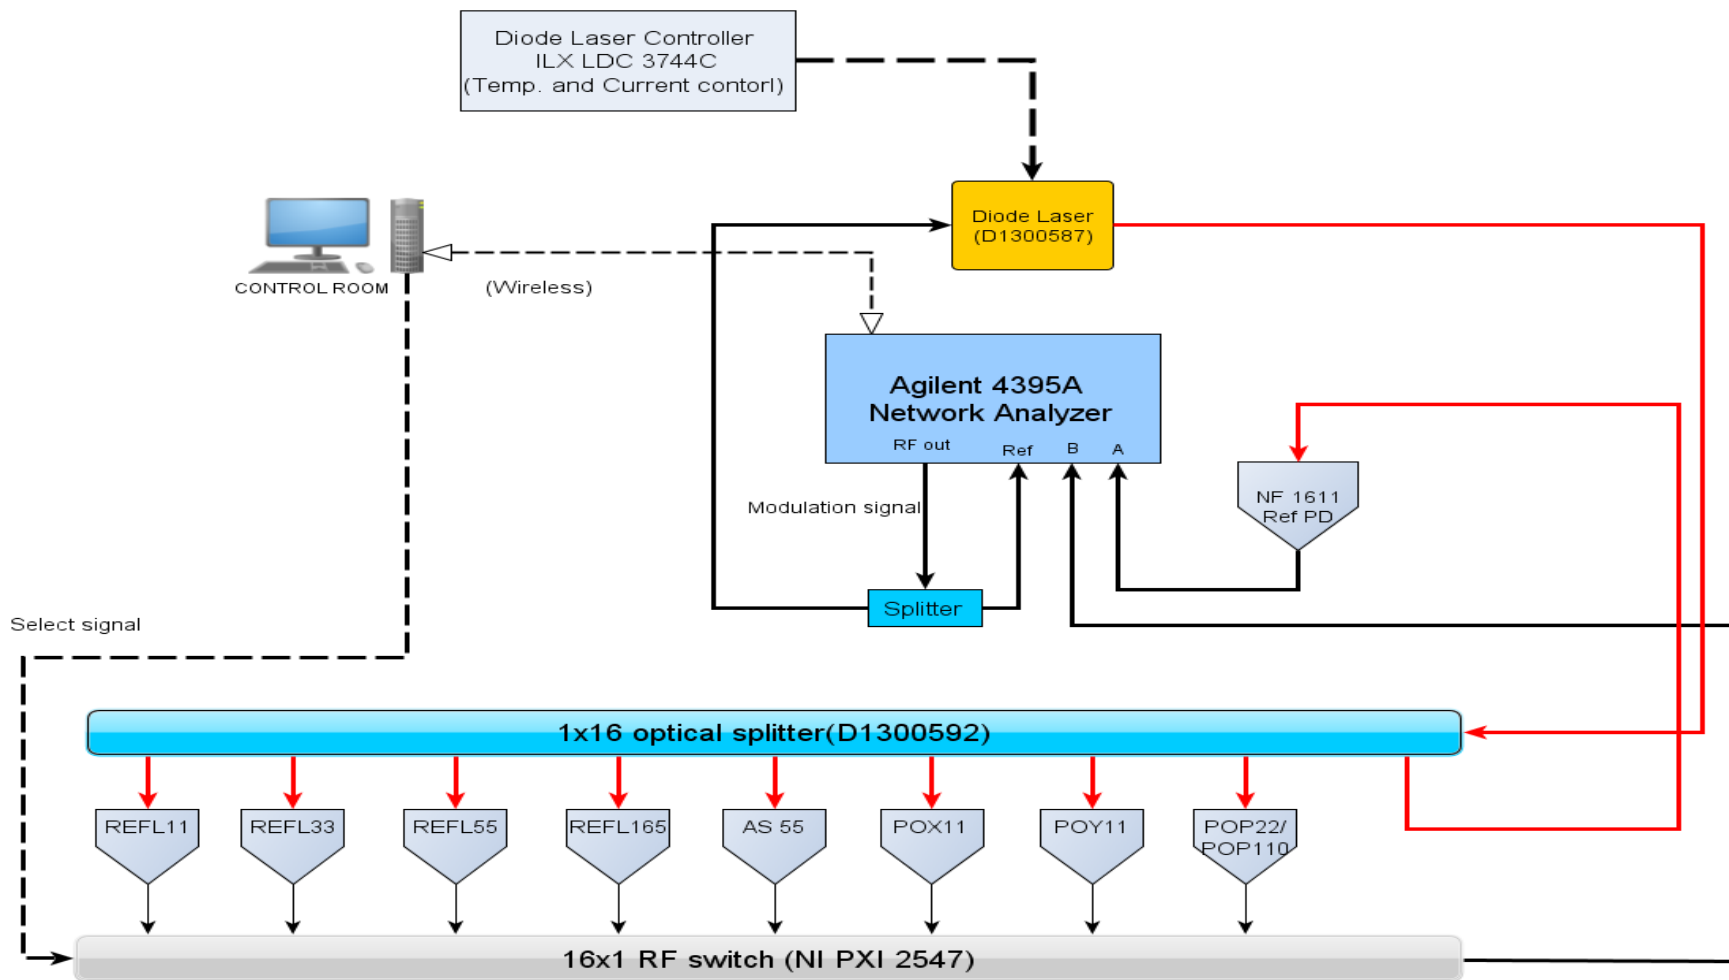 Diode Laser Controller
ILX LDC 3744C
(Temp. and Current contorl)
Diode Laser
(D1300587)
CONTROL ROOM
(Wireless)
Agilent 4395A
Network Analyzer
RF out
Ref
B
A
Modulation signal
NF 1611
Ref PD
Splitter
Select signal
1x16 optical splitter(D1300592)
REFL11
REFL33
REFL55
REFL165
AS 55
POX11
POY11
POP22/
POP110
16x1 RF switch (NI PXI 2547)